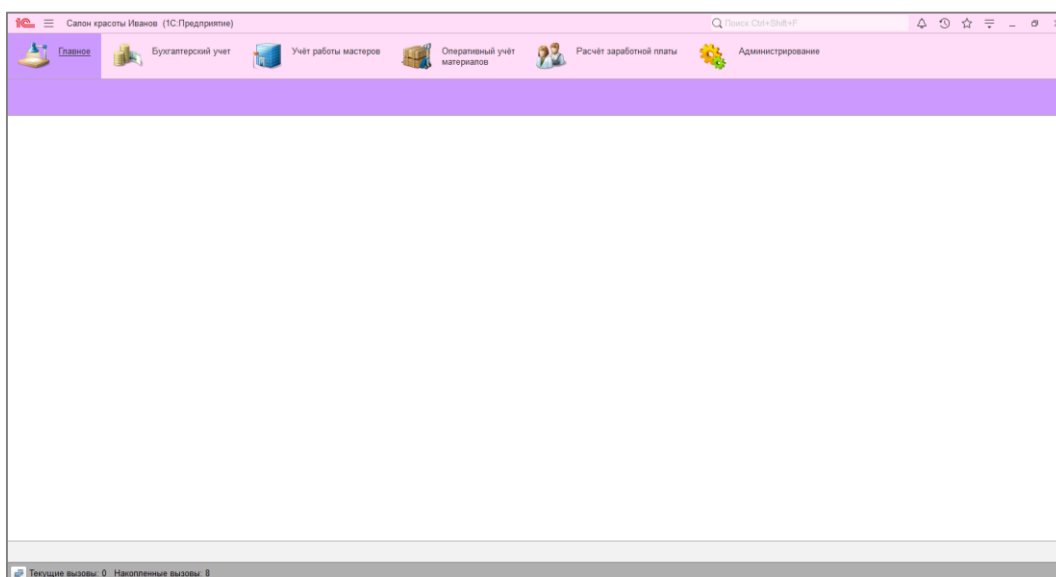 1С Салон красоты Иванов (1С:Предприятие) Поиск Ctrl+Shift+F
Главное Бухгалтерский учет Учёт работы мастеров Оперативный учёт Расчёт заработной платы Администрирование
материалов
Текущие вызовы: 0 Накопленные вызовы: 8